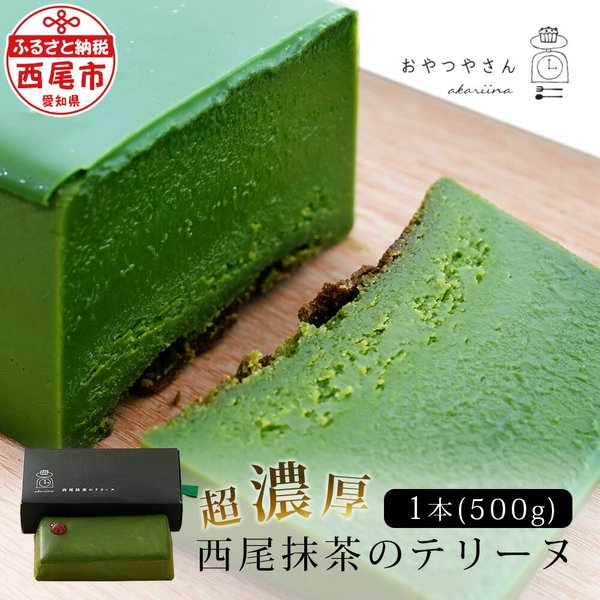 ふるさと納税
西尾市
愛知県
おやつやさん
akariina
akariina
西尾抹茶のテリーヌ
超濃厚
1本(500g)
西尾抹茶のテリーヌ